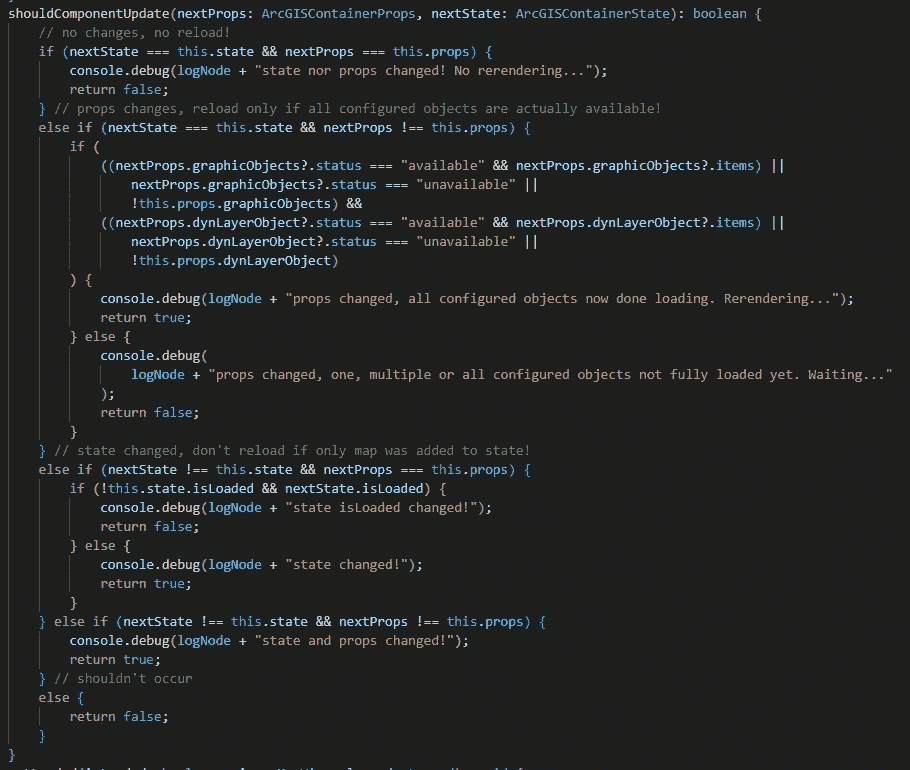 shouldComponentUpdate(nextProps: ArcGISContainerProps, nextState: ArcGISContainerState): boolean {
    // no changes, no reload!
    if (nextState === this.state && nextProps === this.props) {
        console.debug(logNode + "state nor props changed! No rerendering...");
        return false;
    } // props changes, reload only if all configured objects are actually available!
    else if (nextState === this.state && nextProps !== this.props) {
        if (
            ((nextProps.graphicObjects?.status === "available" && nextProps.graphicObjects?.items) ||
                nextProps.graphicObjects?.status === "unavailable" ||
                !this.props.graphicObjects) &&
            ((nextProps.dynLayerObject?.status === "available" && nextProps.dynLayerObject?.items) ||
                nextProps.dynLayerObject?.status === "unavailable" ||
                !this.props.dynLayerObject)
        ) {
            console.debug(logNode + "props changed, all configured objects now done loading. Rerendering...");
            return true;
        } else {
            console.debug(
                logNode + "props changed, one, multiple or all configured objects not fully loaded yet. Waiting..."
            );
            return false;
        }
    } // state changed, don't reload if only map was added to state!
    else if (nextState !== this.state && nextProps === this.props) {
        if (!this.state.isLoaded && nextState.isLoaded) {
            console.debug(logNode + "state isLoaded changed!");
            return false;
        } else {
            console.debug(logNode + "state changed!");
            return true;
        }
    } else if (nextState !== this.state && nextProps !== this.props) {
        console.debug(logNode + "state and props changed!");
        return true;
    } // shouldn't occur
    else {
        return false;
    }
}